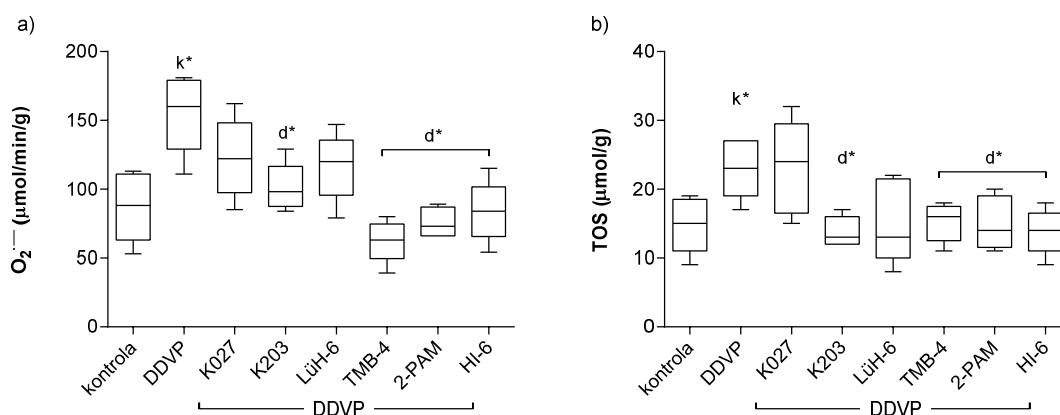 a)
O₂·— (μmol/min/g)
200
150
100
50
0
k*
d*
d*
kontrola
DDVP
K027
K203
LüH-6
TMB-4
2-PAM
HI-6
DDVP
b)
TOS (μmol/g)
40
30
20
10
0
k*
d*
d*
kontrola
DDVP
K027
K203
LüH-6
TMB-4
2-PAM
HI-6
DDVP